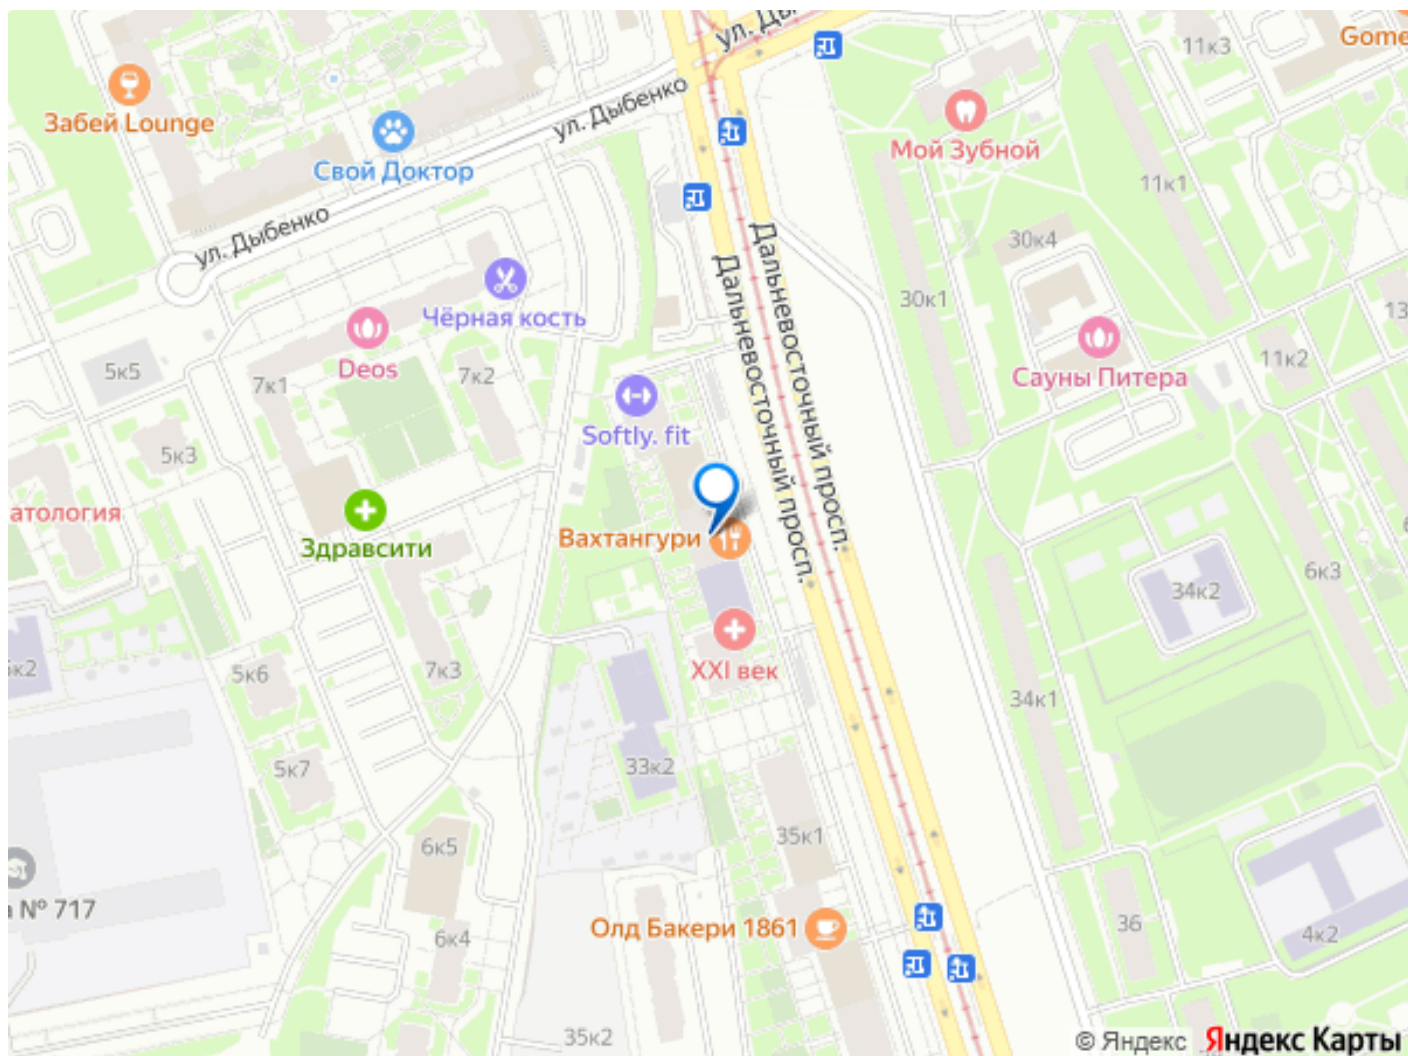 ул. Ды
11к3
Gome
Забей Lounge
ул. Дыбенко
Свой Доктор
Мой Зубной
11к1
ул. Дыбенко
30к4
Дальневосточный просп.
Дальневосточный просп.
30к1
13
Чёрная кость
5к5
Deos
7к1
7к2
11к2
Сауны Питера
Softly. fit
5к3
атология
Вахтангури
Здравсити
6к3
34к2
XXI век
к2
5к6
7к3
34к1
33к2
5к7
35к1
6к5
№ 717
Олд Бакери 1861
36
6к4
4к2
35к2
© Яндекс Яндекс Карты